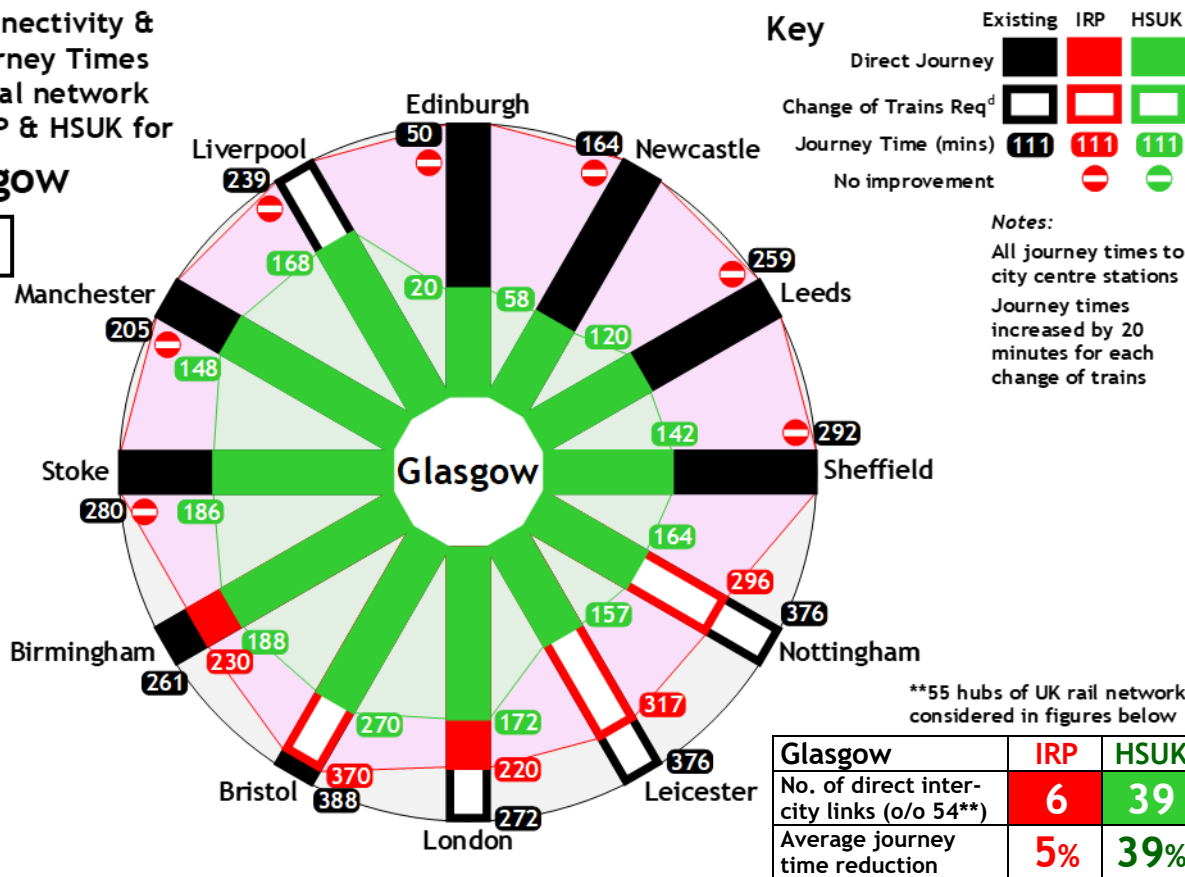 nnectivity &
rney Times
al network
P & HSUK for
sgow
Key
Existing IRP HSUK
Direct Journey
Change of Trains Reqᵈ
Journey Time (mins) 111 111 111
No improvement
Notes:
All journey times to
city centre stations
Journey times
increased by 20
minutes for each
change of trains
Edinburgh
50
20
Newcastle
164
58
Leeds
259
120
Sheffield
292
142
Nottingham
376
296
164
Leicester
376
317
157
London
272
220
172
Bristol
388
370
270
Birmingham
261
230
188
Stoke
280
186
Manchester
205
148
Liverpool
239
168
Glasgow
**55 hubs of UK rail network
considered in figures below
Glasgow IRP HSUK
No. of direct inter-
city links (o/o 54**) 6 39
Average journey
time reduction 5% 39%